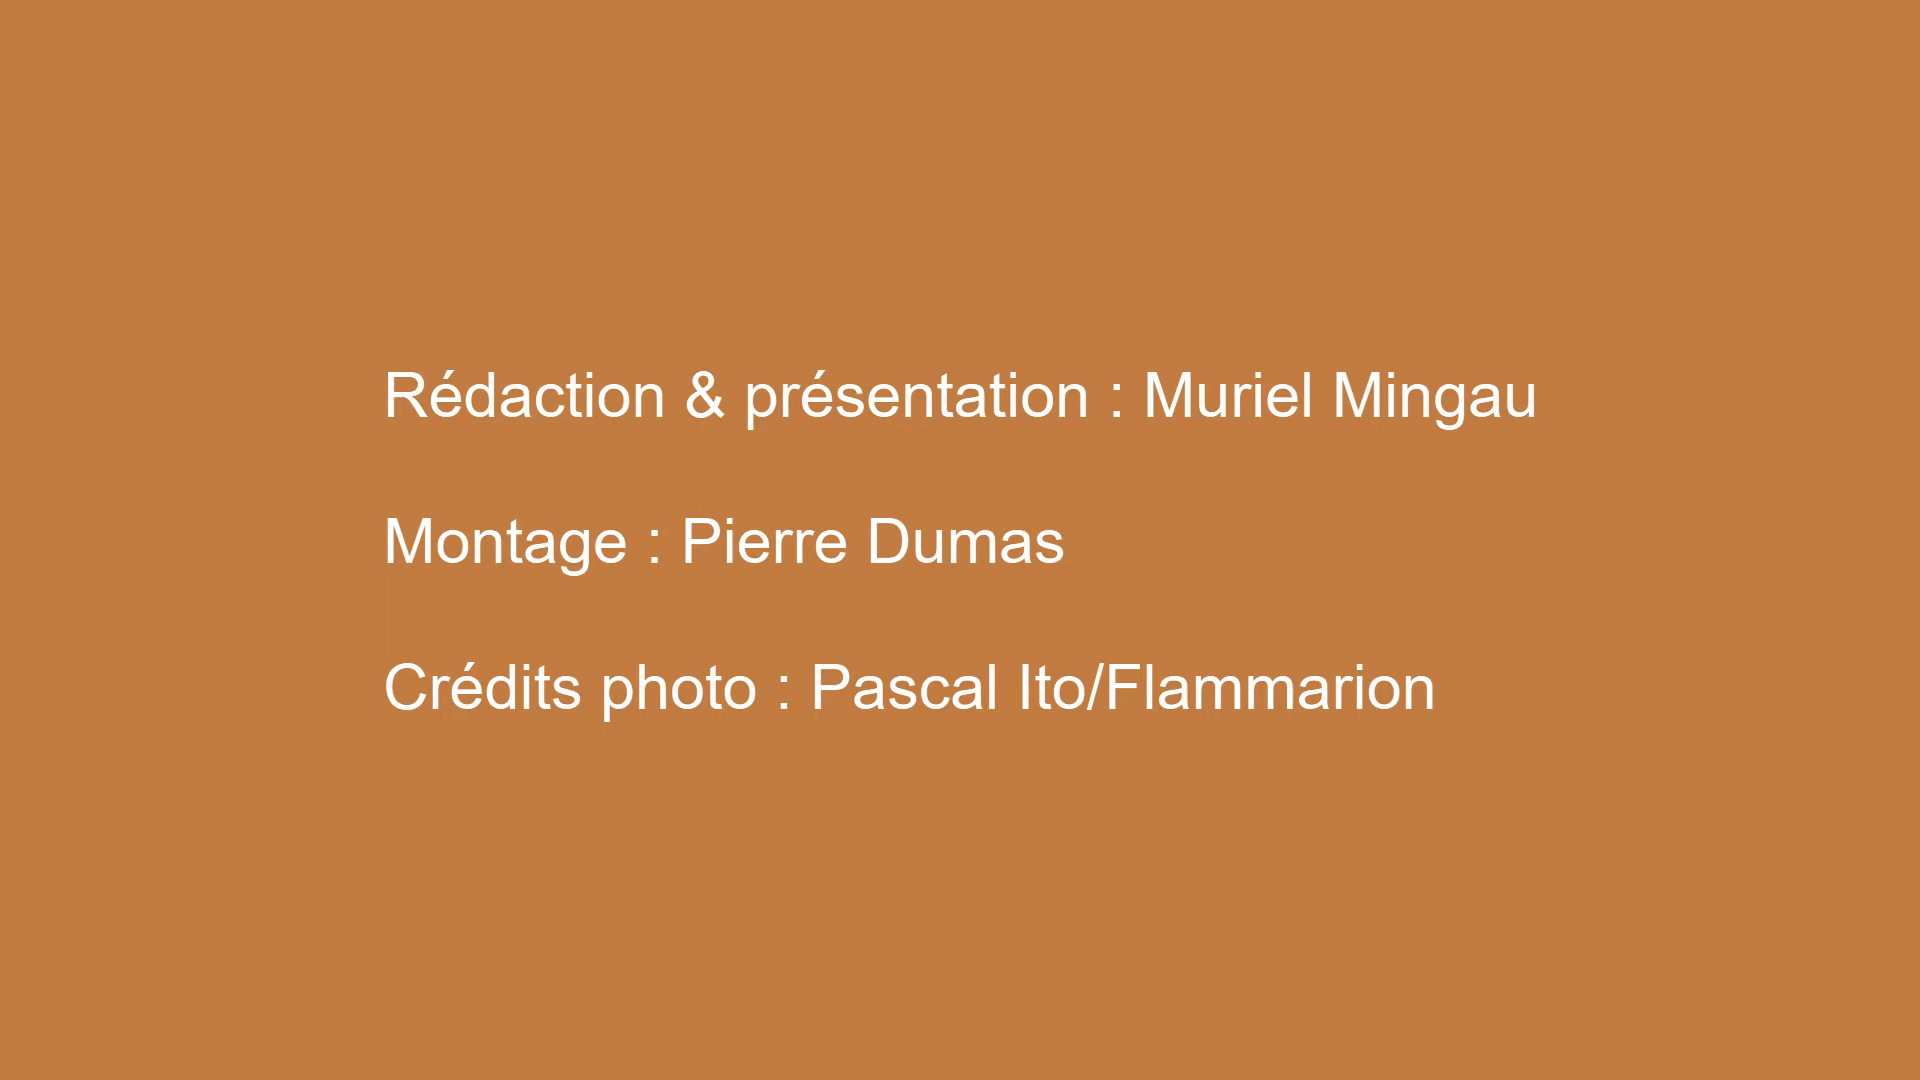 Rédaction & présentation : Muriel Mingau
Montage : Pierre Dumas
Crédits photo : Pascal Ito/Flammarion